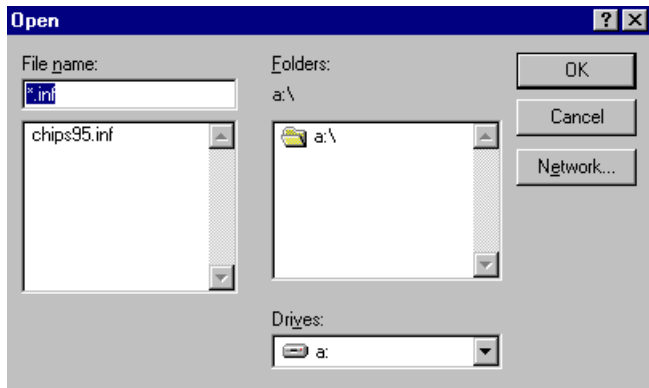 Open
File name:
*.inf
chips95.inf
Folders:
a:\
a:\
Drives:
a:
OK
Cancel
Network...